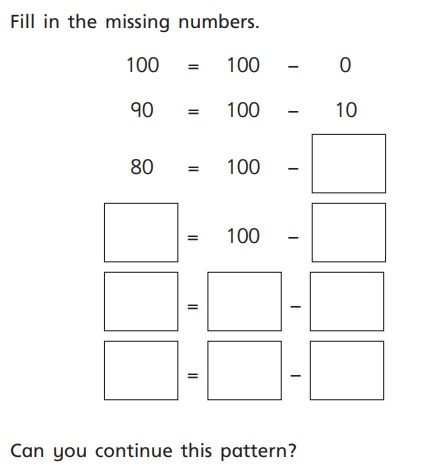 Fill in the missing numbers.
100 = 100 – 0
90 = 100 – 10
80 = 100 –
= 100 –
= –
= –
Can you continue this pattern?